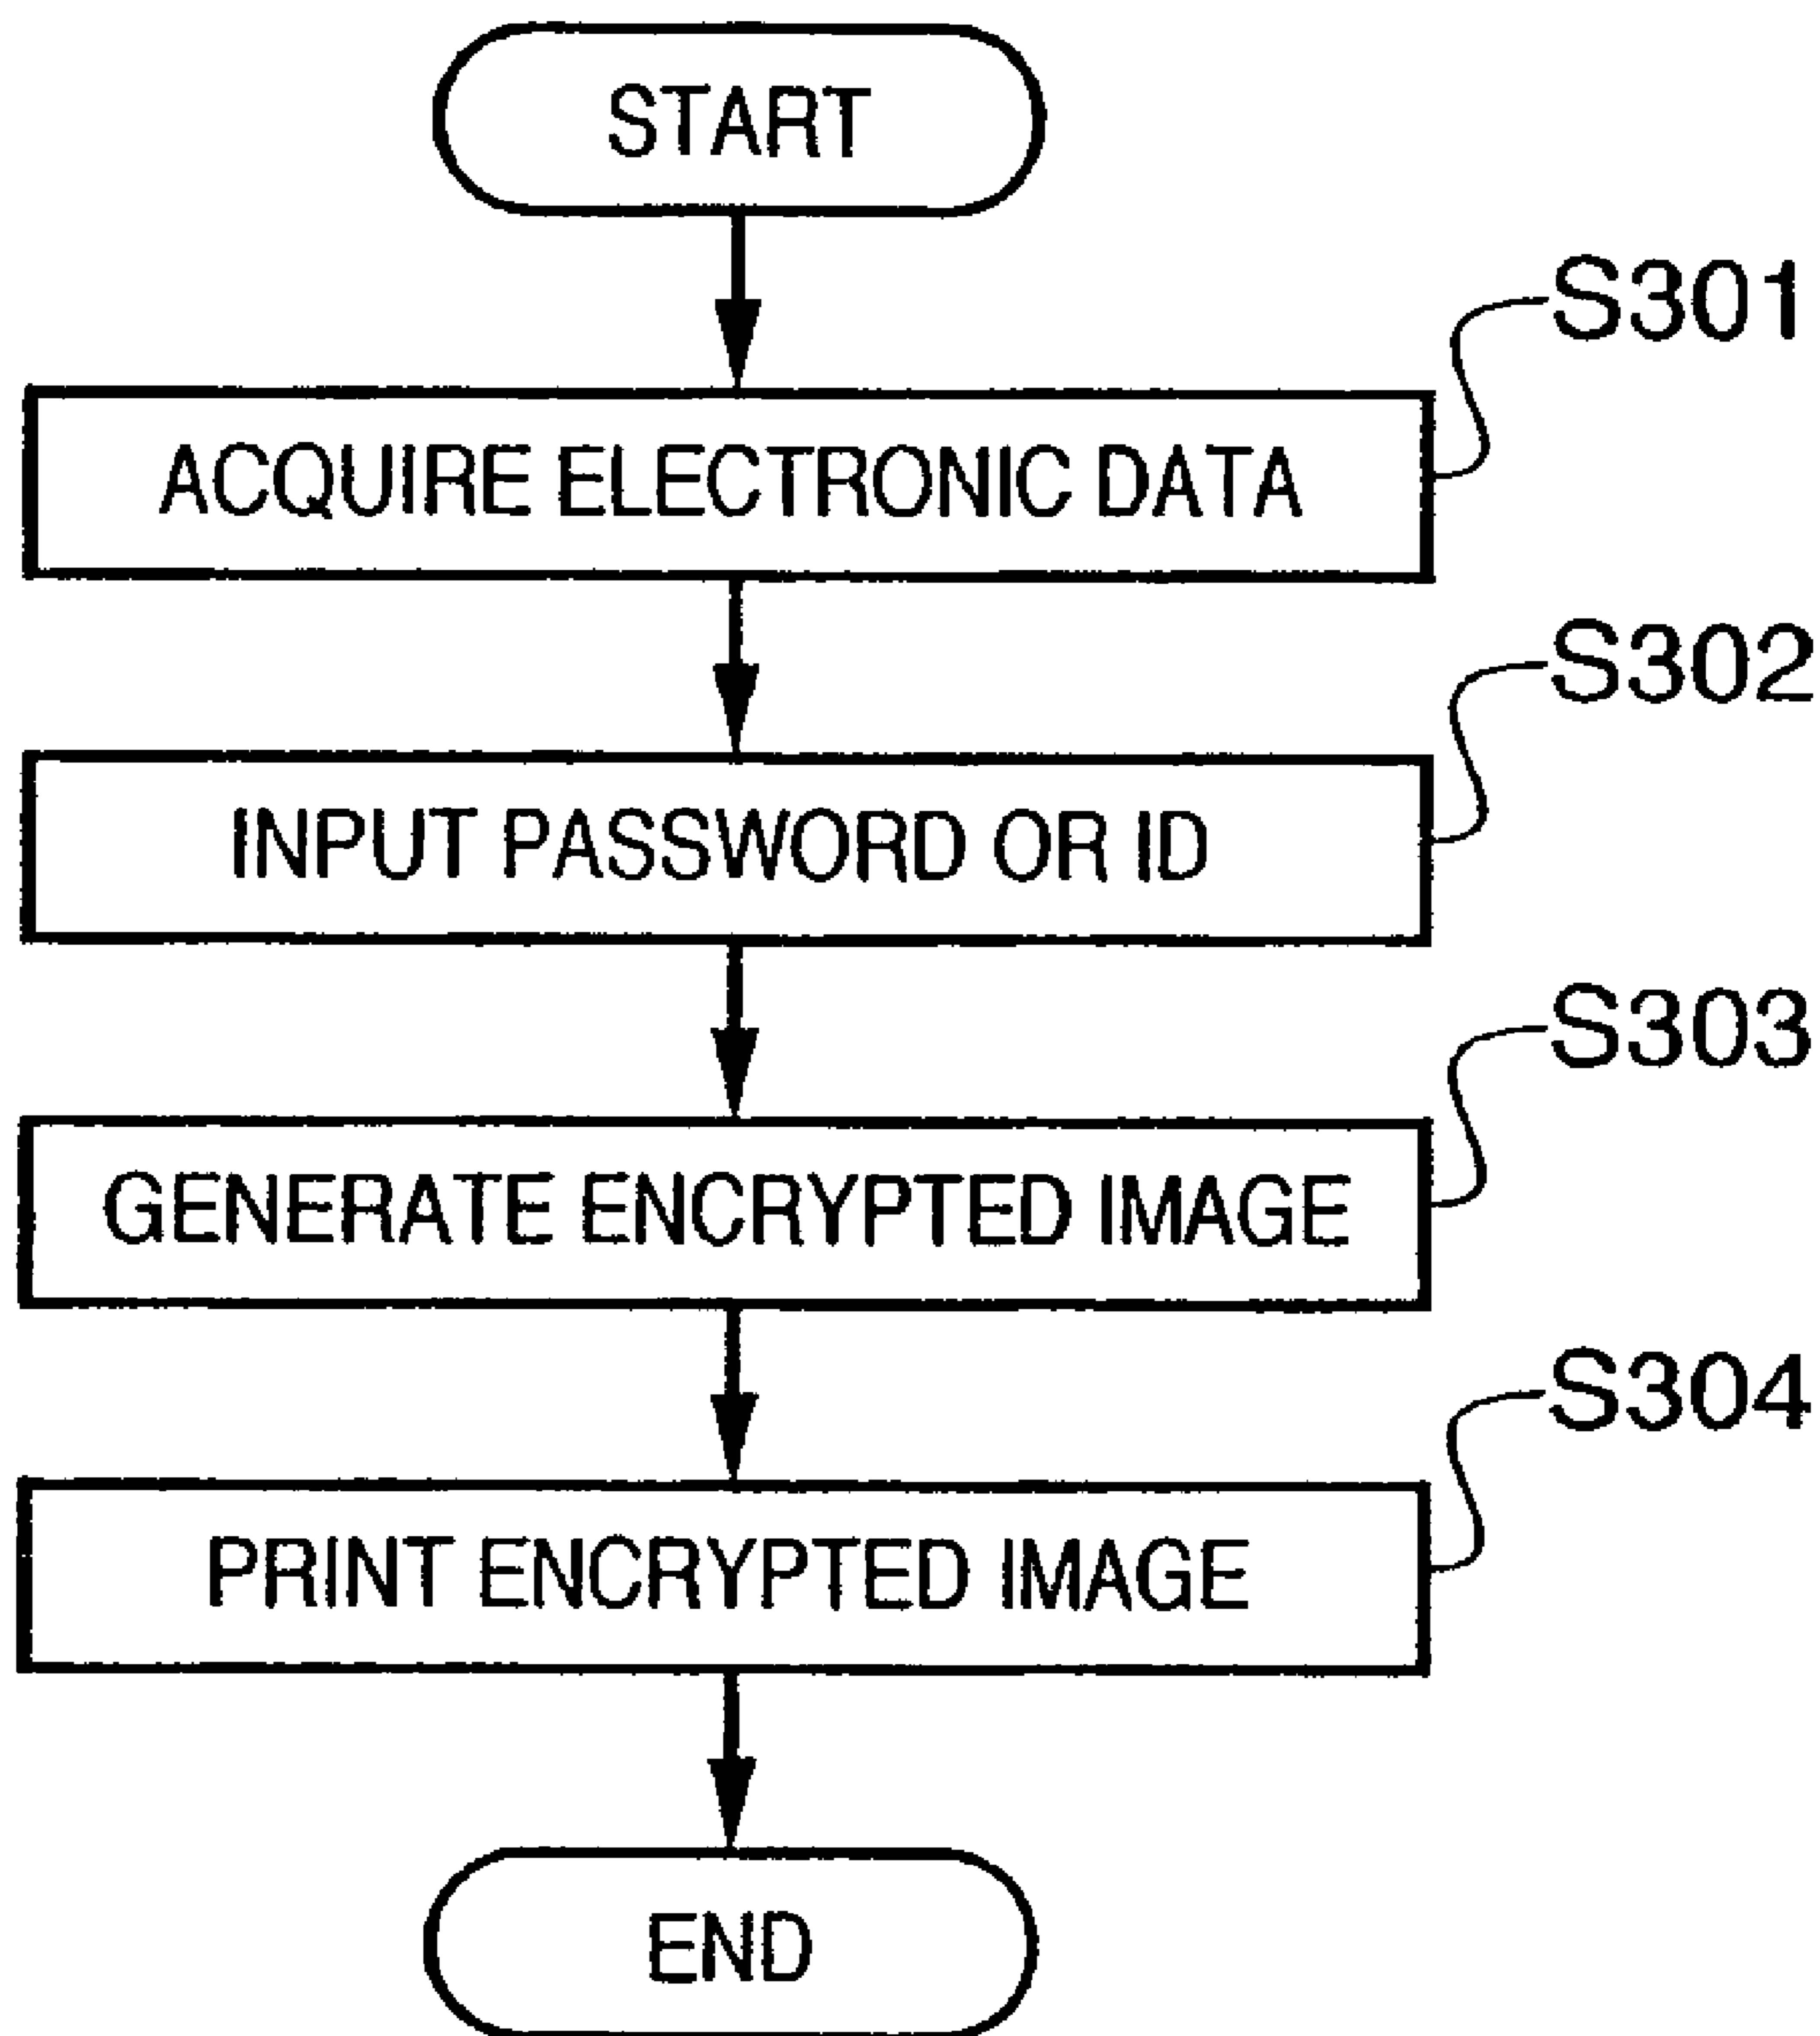 START
S301
ACQUIRE ELECTRONIC DATA
S302
INPUT PASSWORD OR ID
S303
GENERATE ENCRYPTED IMAGE
S304
PRINT ENCRYPTED IMAGE
END